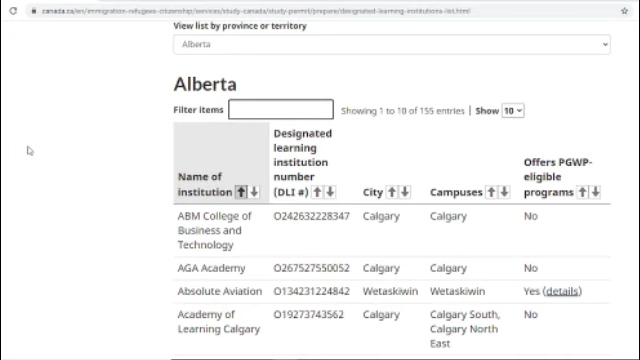 canada.ca/en/immigration-refugees-citizenship/services/study-canada/study-permit/prepare/designated-learning-institutions-list.html
View list by province or territory
Alberta
Alberta
Filter items Showing 1 to 10 of 155 entries | Show 10
Name of institution
Designated learning institution number (DLI #)
City
Campuses
Offers PGWP-eligible programs
ABM College of Business and Technology O242632228347 Calgary Calgary No
AGA Academy O267527550052 Calgary Calgary No
Absolute Aviation O134231224842 Wetaskiwin Wetaskiwin Yes (details)
Academy of Learning Calgary O19273743562 Calgary Calgary South, Calgary North East No